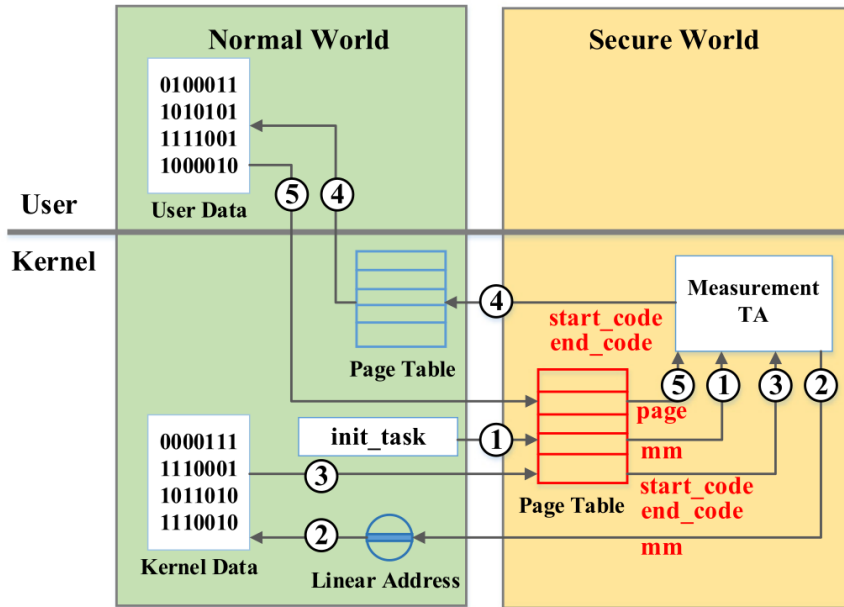 Normal World
Secure World
0100011
1010101
1111001
1000010
User Data
5
4
User
Kernel
Page Table
4
Measurement
TA
start_code
end_code
5
1
3
2
page
mm
start_code
end_code
Page Table
init_task
1
0000111
1110001
1011010
1110010
Kernel Data
3
2
Linear Address
mm